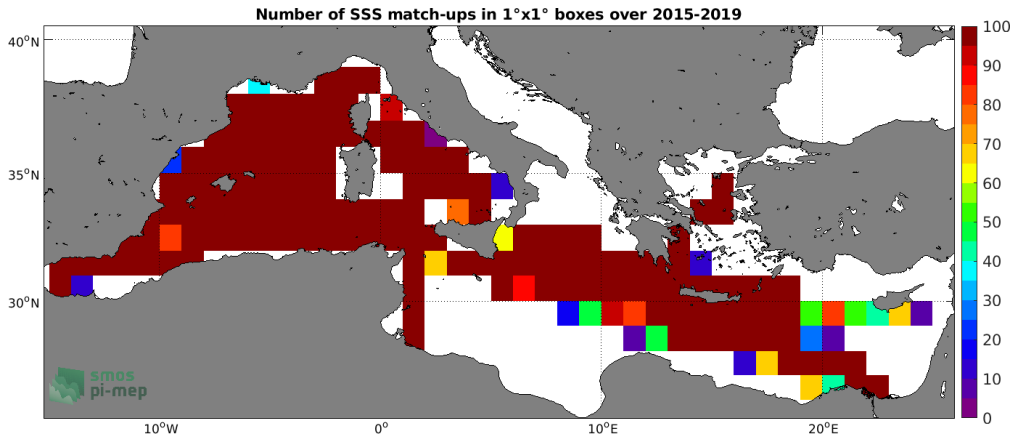 Number of SSS match-ups in 1°x1° boxes over 2015-2019
40°N
35°N
30°N
10°W
0°
10°E
20°E
100
90
80
70
60
50
40
30
20
10
0
smos
pi-mep